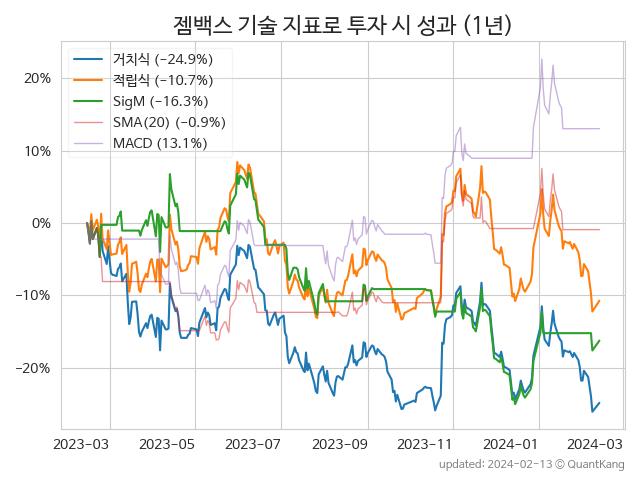 젬백스 기술 지표로 투자 시 성과 (1년)
거치식 (−24.9%)
적립식 (−10.7%)
SigM (−16.3%)
SMA(20) (−0.9%)
MACD (13.1%)
20%
10%
0%
−10%
−20%
2023-03 2023-05 2023-07 2023-09 2023-11 2024-01 2024-03
updated: 2024-02-13 © QuantKang